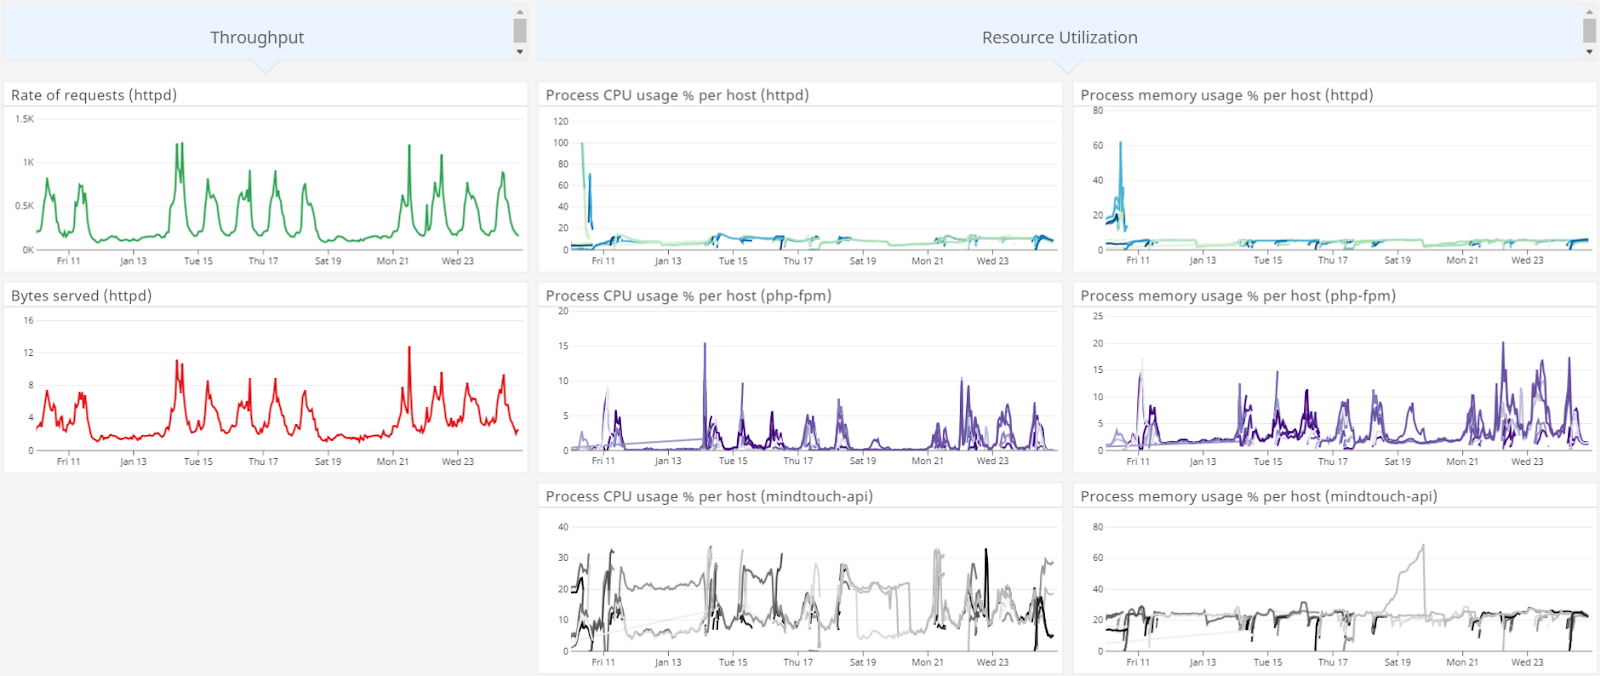 Throughput
Resource Utilization
Rate of requests (httpd)
1.5K
1K
0.5K
0K
Fri 11 Jan 13 Tue 15 Thu 17 Sat 19 Mon 21 Wed 23
Process CPU usage % per host (httpd)
120
100
80
60
40
20
0
Fri 11 Jan 13 Tue 15 Thu 17 Sat 19 Mon 21 Wed 23
Process memory usage % per host (httpd)
80
60
40
20
0
Fri 11 Jan 13 Tue 15 Thu 17 Sat 19 Mon 21 Wed 23
Bytes served (httpd)
16
12
8
4
0
Fri 11 Jan 13 Tue 15 Thu 17 Sat 19 Mon 21 Wed 23
Process CPU usage % per host (php-fpm)
20
15
10
5
0
Fri 11 Jan 13 Tue 15 Thu 17 Sat 19 Mon 21 Wed 23
Process memory usage % per host (php-fpm)
25
20
15
10
5
0
Fri 11 Jan 13 Tue 15 Thu 17 Sat 19 Mon 21 Wed 23
Process CPU usage % per host (mindtouch-api)
40
30
20
10
0
Fri 11 Jan 13 Tue 15 Thu 17 Sat 19 Mon 21 Wed 23
Process memory usage % per host (mindtouch-api)
80
60
40
20
0
Fri 11 Jan 13 Tue 15 Thu 17 Sat 19 Mon 21 Wed 23